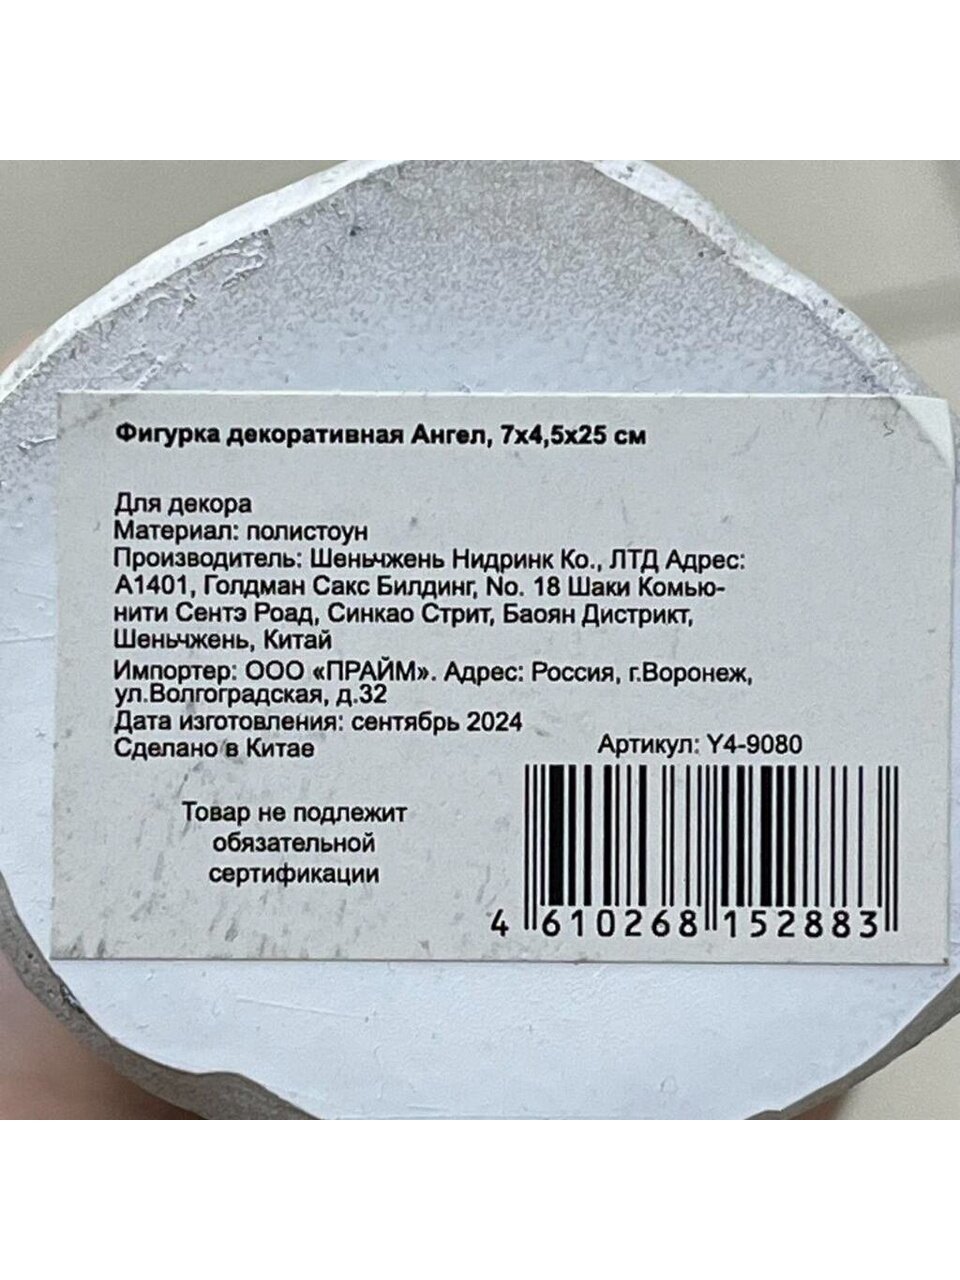 Фигурка декоративная Ангел, 7х4,5х25 см
Для декора
Материал: полистоун
Производитель: Шеньчжень Нидринк Ко., ЛТД Адрес:
А1401, Голдман Сакс Билдинг, No. 18 Шаки Комью-
нити Сентэ Роад, Синкао Стрит, Баоян Дистрикт,
Шеньчжень, Китай
Импортер: ООО «ПРАЙМ». Адрес: Россия, г.Воронеж,
ул.Волгоградская, д.32
Дата изготовления: сентябрь 2024
Сделано в Китае
Артикул: Y4-9080
Товар не подлежит
обязательной
сертификации
4 610268 152883